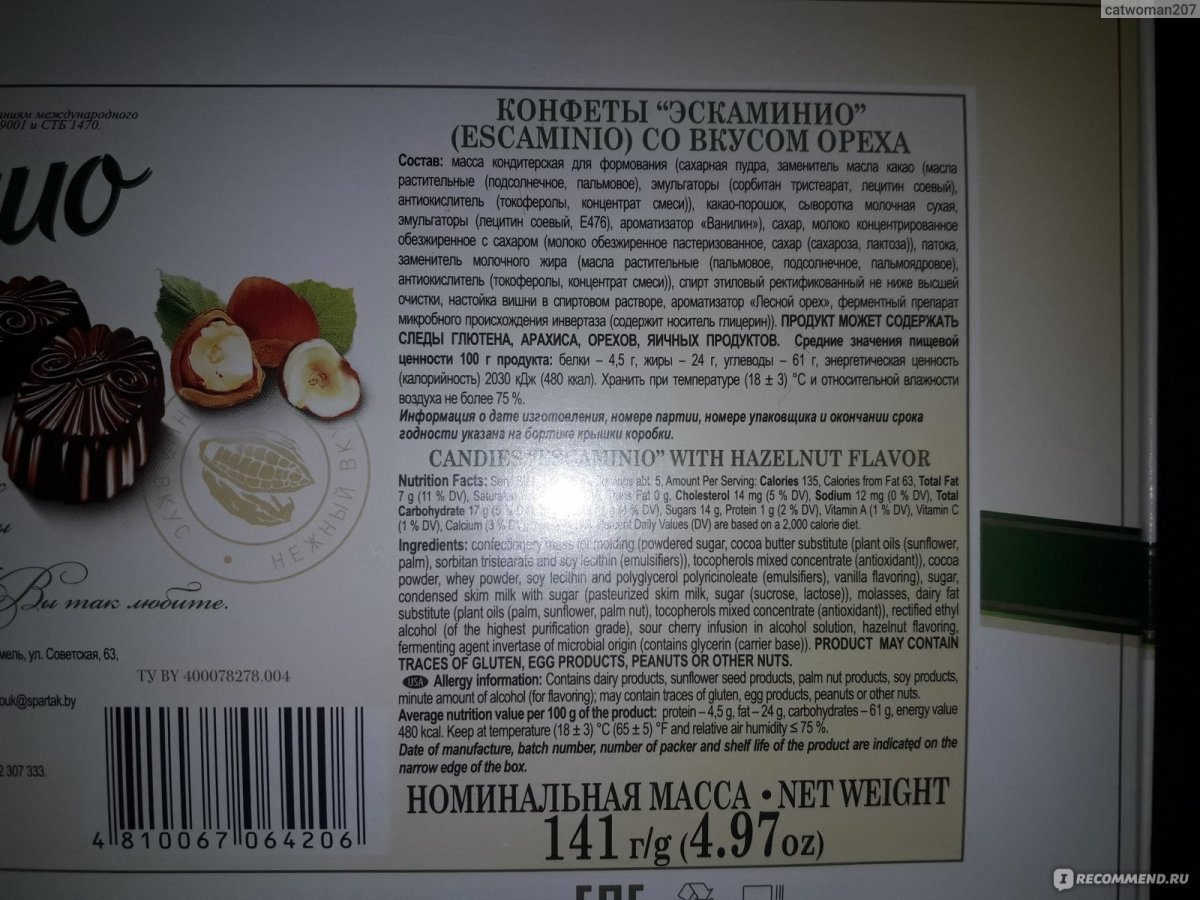 catwoman207
ниям международного
9001 и СТБ 1470.
ио
ВКУС
НЕЖНЫЙ ВК
Вы так любите.
мель, ул. Советская, 63,
ТУ BY 400078278.004
ouk@spartak.by
2 307 333.
4 810067 064206
КОНФЕТЫ “ЭСКАМИНИО”
(ESCAMINIO) СО ВКУСОМ ОРЕХА
Состав: масса кондитерская для формования (сахарная пудра, заменитель масла какао (масла
растительные (подсолнечное, пальмовое), эмульгаторы (сорбитан тристеарат, лецитин соевый),
антиокислитель (токоферолы, концентрат смеси)), какао-порошок, сыворотка молочная сухая,
эмульгаторы (лецитин соевый, Е476), ароматизатор «Ванилин»), сахар, молоко концентрированное
обезжиренное с сахаром (молоко обезжиренное пастеризованное, сахар (сахароза, лактоза)), патока,
заменитель молочного жира (масла растительные (пальмовое, подсолнечное, пальмоядровое),
антиокислитель (токоферолы, концентрат смеси)), спирт этиловый ректификованный не ниже высшей
очистки, настойка вишни в спиртовом растворе, ароматизатор «Лесной орех», ферментный препарат
микробного происхождения инвертаза (содержит носитель глицерин)). ПРОДУКТ МОЖЕТ СОДЕРЖАТЬ
СЛЕДЫ ГЛЮТЕНА, АРАХИСА, ОРЕХОВ, ЯИЧНЫХ ПРОДУКТОВ. Средние значения пищевой
ценности 100 г продукта: белки – 4,5 г, жиры – 24 г, углеводы – 61 г, энергетическая ценность
(калорийность) 2030 кДж (480 ккал). Хранить при температуре (18 ± 3) °С и относительной влажности
воздуха не более 75 %.
Информация о дате изготовления, номере партии, номере упаковщика и окончании срока
годности указана на бортике крышки коробки.
CANDIES “ESCAMINIO” WITH HAZELNUT FLAVOR
Nutrition Facts: abt. 5, Amount Per Serving: Calories 135, Calories from Fat 63, Total Fat
7 g (11 % DV), Fat 0 g, Cholesterol 14 mg (5 % DV), Sodium 12 mg (0 % DV), Total
Carbohydrate 17 g DV), Sugars 14 g, Protein 1 g (2 % DV), Vitamin A (1 % DV), Vitamin C
(1 % DV), Calcium (3 % Daily Values (DV) are based on a 2,000 calorie diet.
Ingredients: confectionery mass for molding (powdered sugar, cocoa butter substitute (plant oils (sunflower,
palm), sorbitan tristearate and soy lecithin (emulsifiers)), tocopherols mixed concentrate (antioxidant)), cocoa
powder, whey powder, soy lecithin and polyglycerol polyricinoleate (emulsifiers), vanilla flavoring), sugar,
condensed skim milk with sugar (pasteurized skim milk, sugar (sucrose, lactose)), molasses, dairy fat
substitute (plant oils (palm, sunflower, palm nut), tocopherols mixed concentrate (antioxidant)), rectified ethyl
alcohol (of the highest purification grade), sour cherry infusion in alcohol solution, hazelnut flavoring,
fermenting agent invertase of microbial origin (contains glycerin (carrier base)). PRODUCT MAY CONTAIN
TRACES OF GLUTEN, EGG PRODUCTS, PEANUTS OR OTHER NUTS.
USA Allergy information: Contains dairy products, sunflower seed products, palm nut products, soy products,
minute amount of alcohol (for flavoring); may contain traces of gluten, egg products, peanuts or other nuts.
Average nutrition value per 100 g of the product: protein – 4,5 g, fat – 24 g, carbohydrates – 61 g, energy value
480 kcal. Keep at temperature (18 ± 3) °C (65 ± 5) °F and relative air humidity ≤ 75 %.
Date of manufacture, batch number, number of packer and shelf life of the product are indicated on the
narrow edge of the box.
НОМИНАЛЬНАЯ МАССА • NET WEIGHT
141 г/g (4.97oz)
IRECOMMEND.RU